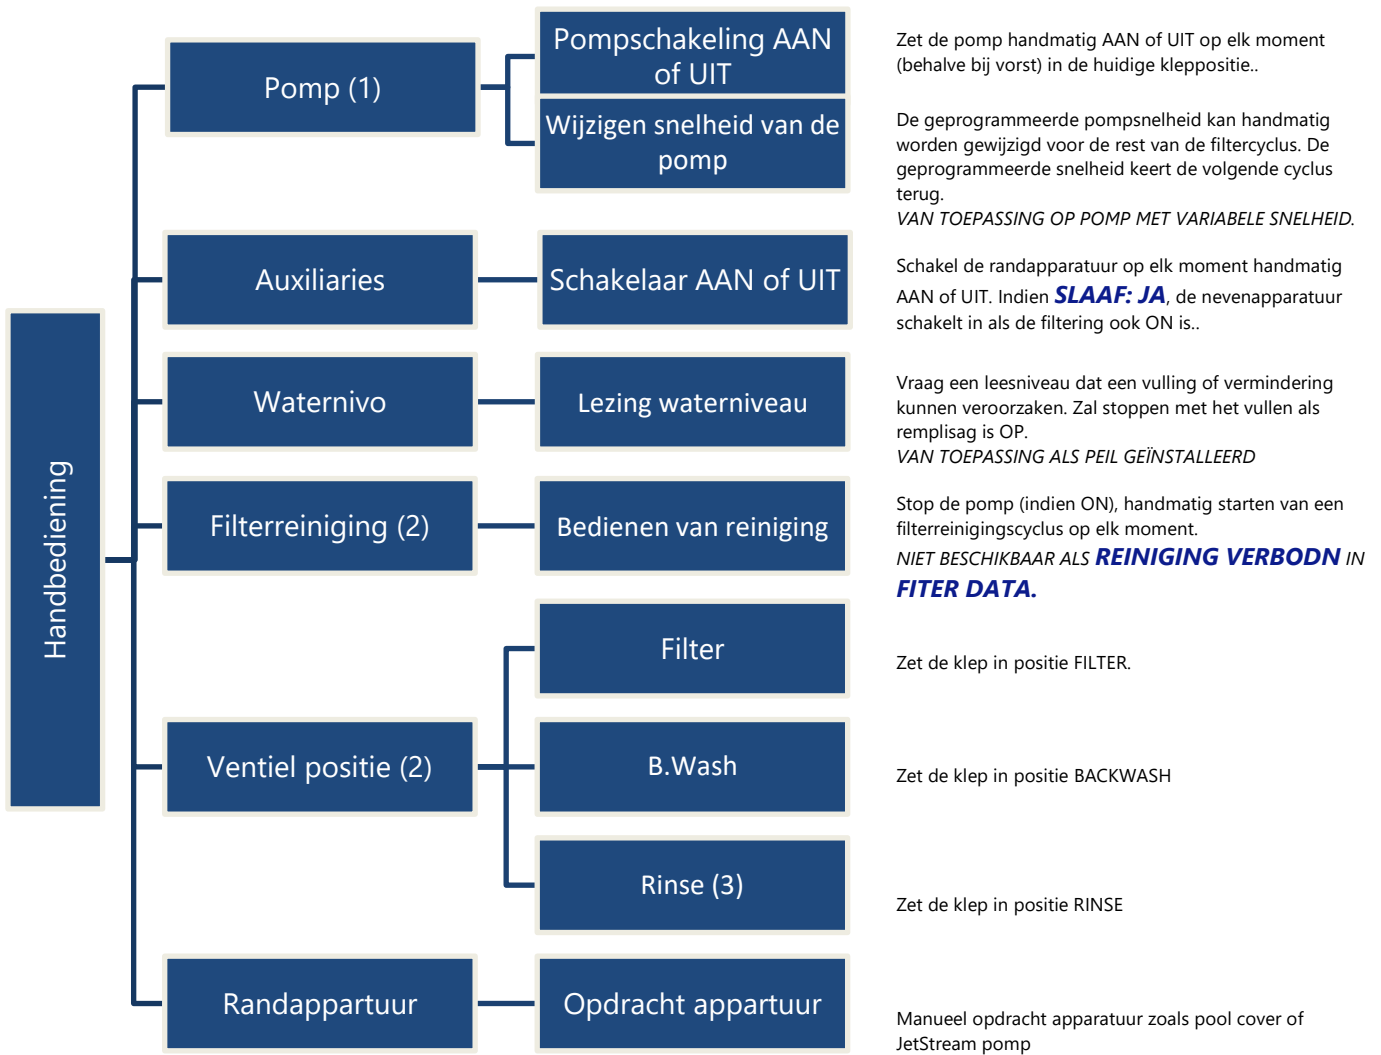 Handbediening
Pomp (1)
Pompschakeling AAN
of UIT
Zet de pomp handmatig AAN of UIT op elk moment
(behalve bij vorst) in de huidige kleppositie..
Wijzigen snelheid van de
pomp
De geprogrammeerde pompsnelheid kan handmatig
worden gewijzigd voor de rest van de filtercyclus. De
geprogrammeerde snelheid keert de volgende cyclus
terug.
VAN TOEPASSING OP POMP MET VARIABELE SNELHEID.
Auxiliaries
Schakelaar AAN of UIT
Schakel de randapparatuur op elk moment handmatig
AAN of UIT. Indien SLAAF: JA, de nevenapparatuur
schakelt in als de filtering ook ON is..
Waternivo
Lezing waterniveau
Vraag een leesniveau dat een vulling of vermindering
kunnen veroorzaken. Zal stoppen met het vullen als
remplisag is OP.
VAN TOEPASSING ALS PEIL GEÏNSTALLEERD
Filterreiniging (2)
Bedienen van reiniging
Stop de pomp (indien ON), handmatig starten van een
filterreinigingscyclus op elk moment.
NIET BESCHIKBAAR ALS REINIGING VERBODN IN
FITER DATA.
Ventiel positie (2)
Filter
Zet de klep in positie FILTER.
B.Wash
Zet de klep in positie BACKWASH
Rinse (3)
Zet de klep in positie RINSE
Randappartuur
Opdracht appartuur
Manueel opdracht apparatuur zoals pool cover of
JetStream pomp